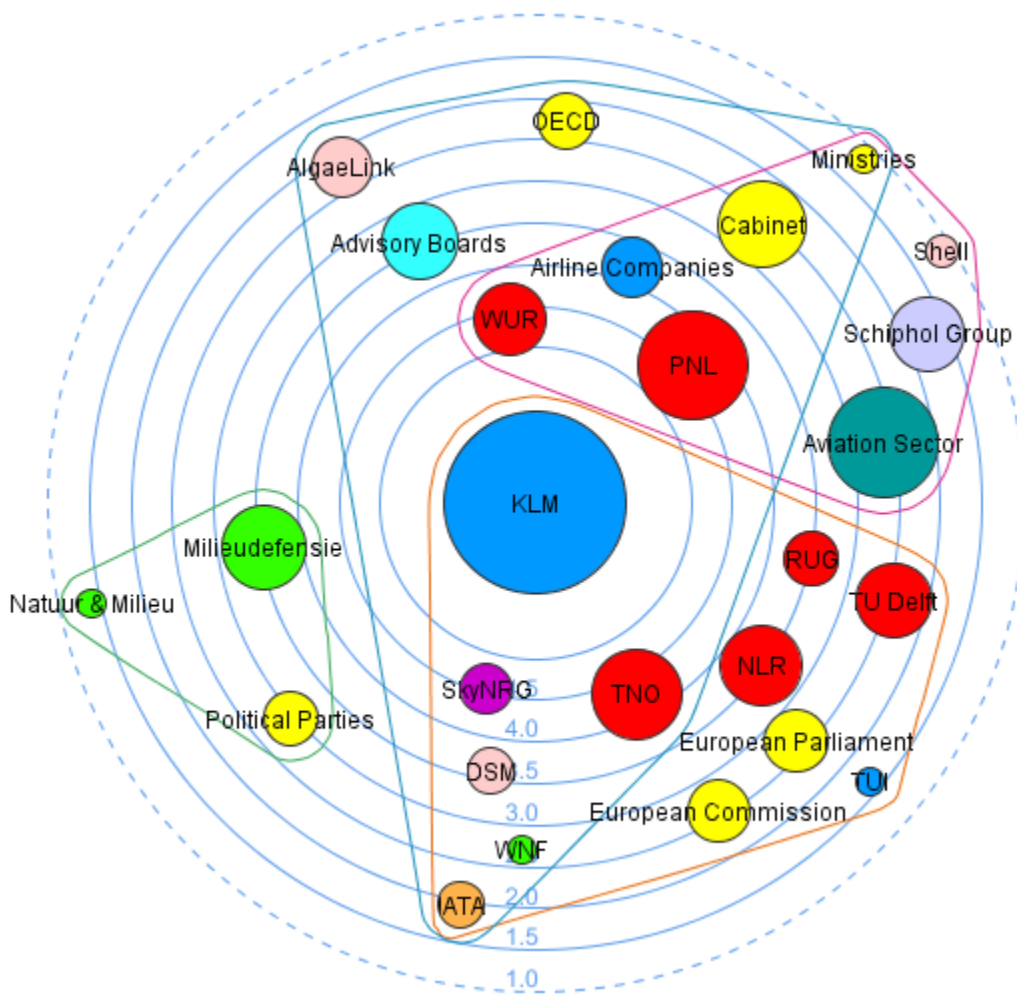 OECD
Ministries
AlgaeLink
Cabinet
Advisory Boards
Shell
Airline Companies
WUR
Schiphol Group
PNL
Aviation Sector
KLM
Milieudefensie
RUG
Natuur & Milieu
TU Delft
NLR
SkyNRG
TNO
Political Parties
4.0
European Parliament
DSM
3.5
TUI
3.0
European Commission
WNF
2.0
IATA
1.5
1.0